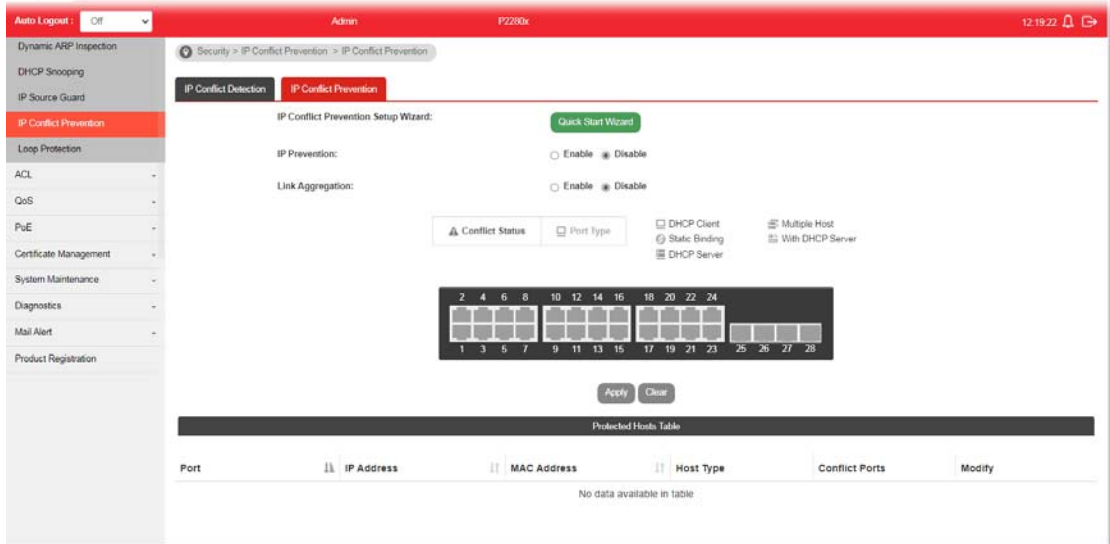 Auto Logout : Off Admin P2280x 12:19:22
Dynamic ARP Inspection
DHCP Snooping
IP Source Guard
IP Conflict Prevention
Loop Protection
ACL
QoS
PoE
Certificate Management
System Maintenance
Diagnostics
Mail Alert
Product Registration
Security > IP Conflict Prevention > IP Conflict Prevention
IP Conflict Detection IP Conflict Prevention
IP Conflict Prevention Setup Wizard: Quick Start Wizard
IP Prevention: Enable Disable
Link Aggregation: Enable Disable
Conflict Status Port Type
DHCP Client Multiple Host
Static Binding With DHCP Server
DHCP Server
2 4 6 8 10 12 14 16 18 20 22 24
1 3 5 7 9 11 13 15 17 19 21 23 25 26 27 28
Apply Clear
Protected Hosts Table
Port IP Address MAC Address Host Type Conflict Ports Modify
No data available in table